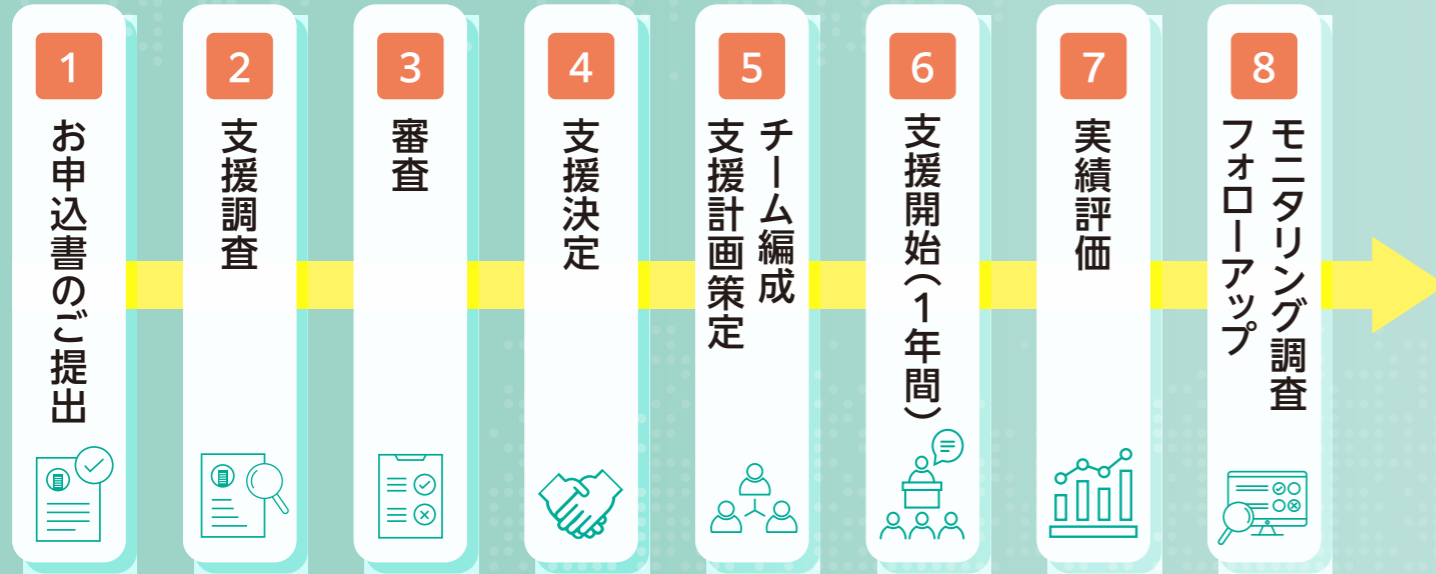 1
お申込書のご提出
2
支援調査
3
審査
4
支援決定
5
チーム編成
支援計画策定
6
支援開始（1年間）
7
実績評価
8
モニタリング調査
フォローアップ